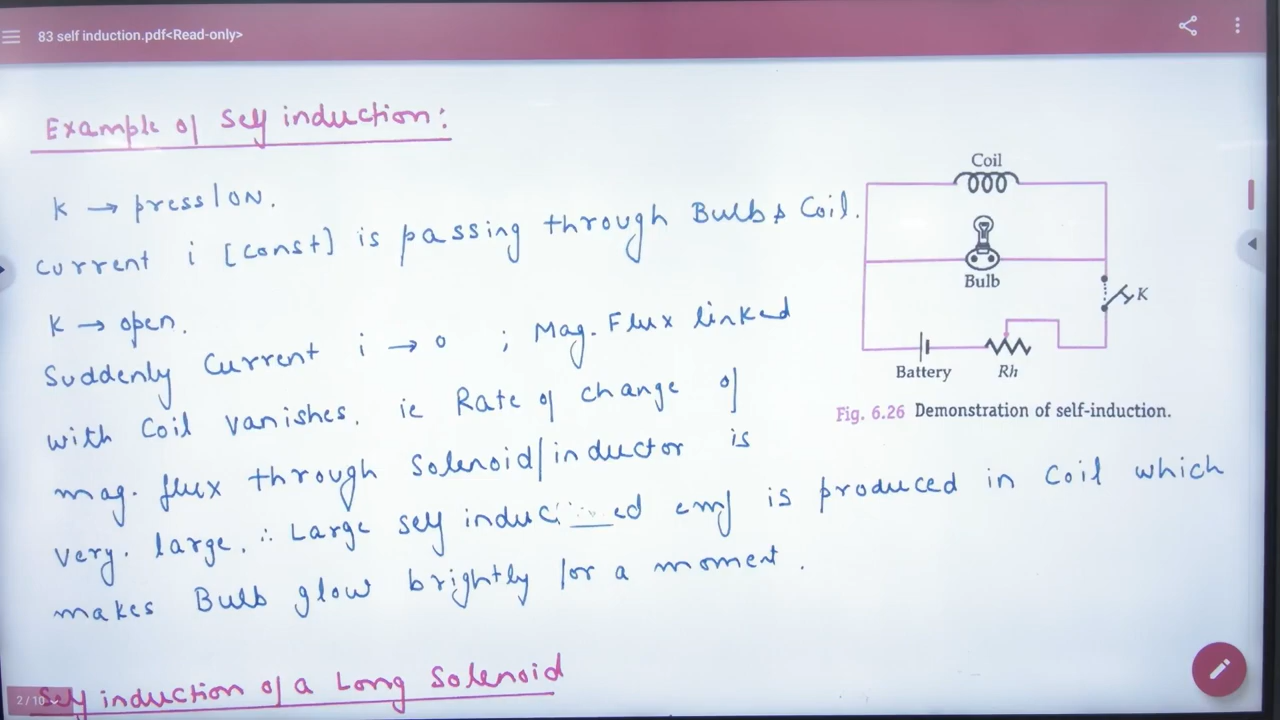 83 self induction.pdf<Read-only>
Example of Self induction:
K → press/ON.
Current i [const] is passing through Bulb & Coil.
K → open.
Suddenly Current i → 0 ; Mag. Flux linked
with Coil vanishes. ie Rate of change of
mag. flux through Solenoid/inductor is
very. large. ∴ Large self induced emf is produced in Coil which
makes Bulb glow brightly for a moment.
Coil
Bulb
K
Battery
Rh
Fig. 6.26 Demonstration of self-induction.
Self induction of a Long Solenoid
2/10